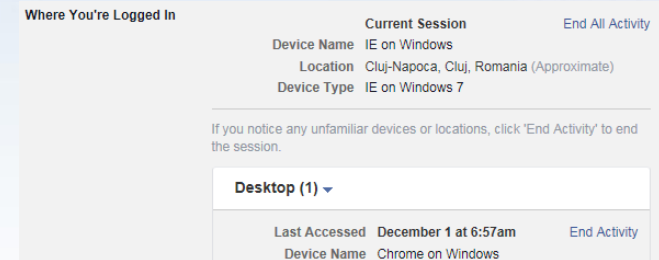 Where You're Logged In
Current Session End All Activity
Device Name IE on Windows
Location Cluj-Napoca, Cluj, Romania (Approximate)
Device Type IE on Windows 7
If you notice any unfamiliar devices or locations, click 'End Activity' to end
the session.
Desktop (1)
Last Accessed December 1 at 6:57am End Activity
Device Name Chrome on Windows